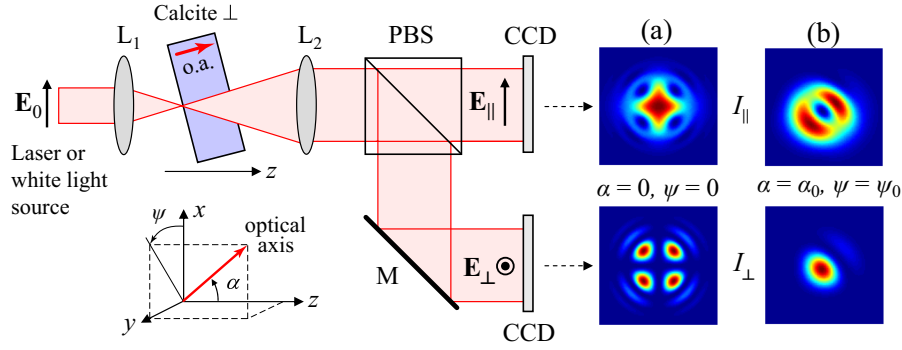 Calcite ⊥
L₁
o.a.
L₂
PBS
CCD
(a)
(b)
E₀
E∥
I∥
Laser or
white light
source
z
α = 0, ψ = 0
α = α₀, ψ = ψ₀
ψ
x
optical
axis
α
z
y
M
E⊥
I⊥
CCD